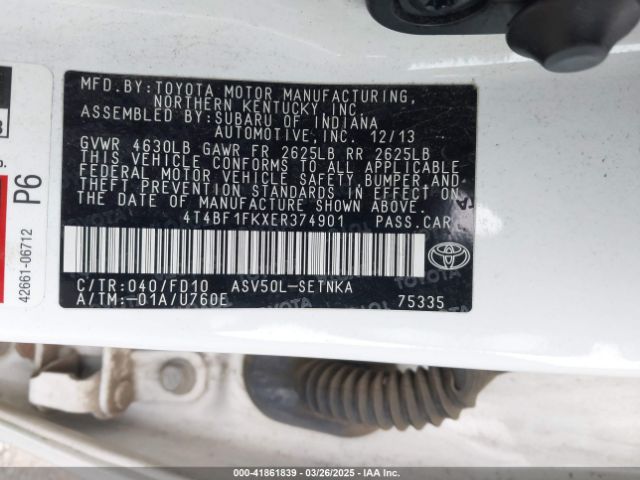 MFD.BY:TOYOTA MOTOR MANUFACTURING,
NORTHERN KENTUCKY,INC.
ASSEMBLED BY:SUBARU OF INDIANA
AUTOMOTIVE,INC. 12/13
GVWR 4630LB GAWR FR 2625LB RR 2625LB
THIS VEHICLE CONFORMS TO ALL APPLICABLE
FEDERAL MOTOR VEHICLE SAFETY,BUMPER AND
THEFT PREVENTION STANDARDS IN EFFECT ON
THE DATE OF MANUFACTURE SHOWN ABOVE.
4T4BF1FKXER374901 PASS.CAR
C/TR:040/FD10 ASV50L-SETNKA
A/TM:-01A/U760E 75335
P6
42661-06712
000-41861839 - 03/26/2025 - IAA Inc.